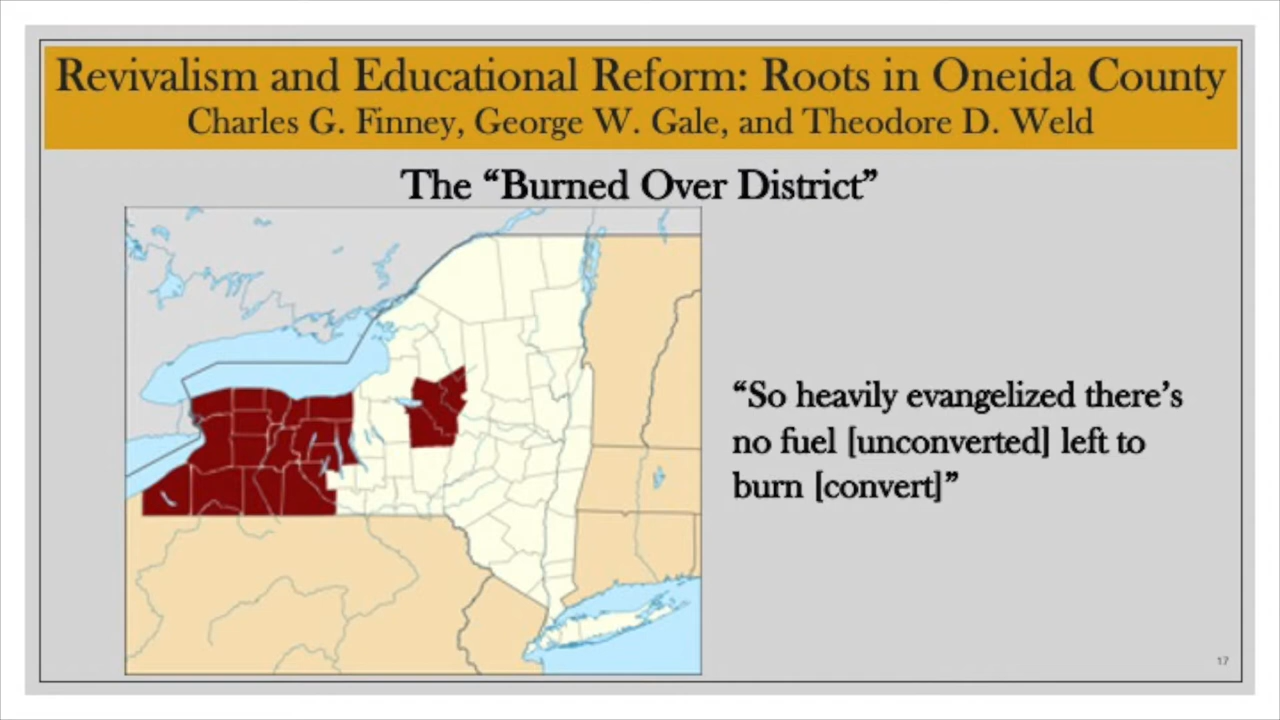 Revivalism and Educational Reform: Roots in Oneida County
Charles G. Finney, George W. Gale, and Theodore D. Weld
The “Burned Over District”
“So heavily evangelized there’s
no fuel [unconverted] left to
burn [convert]”
17